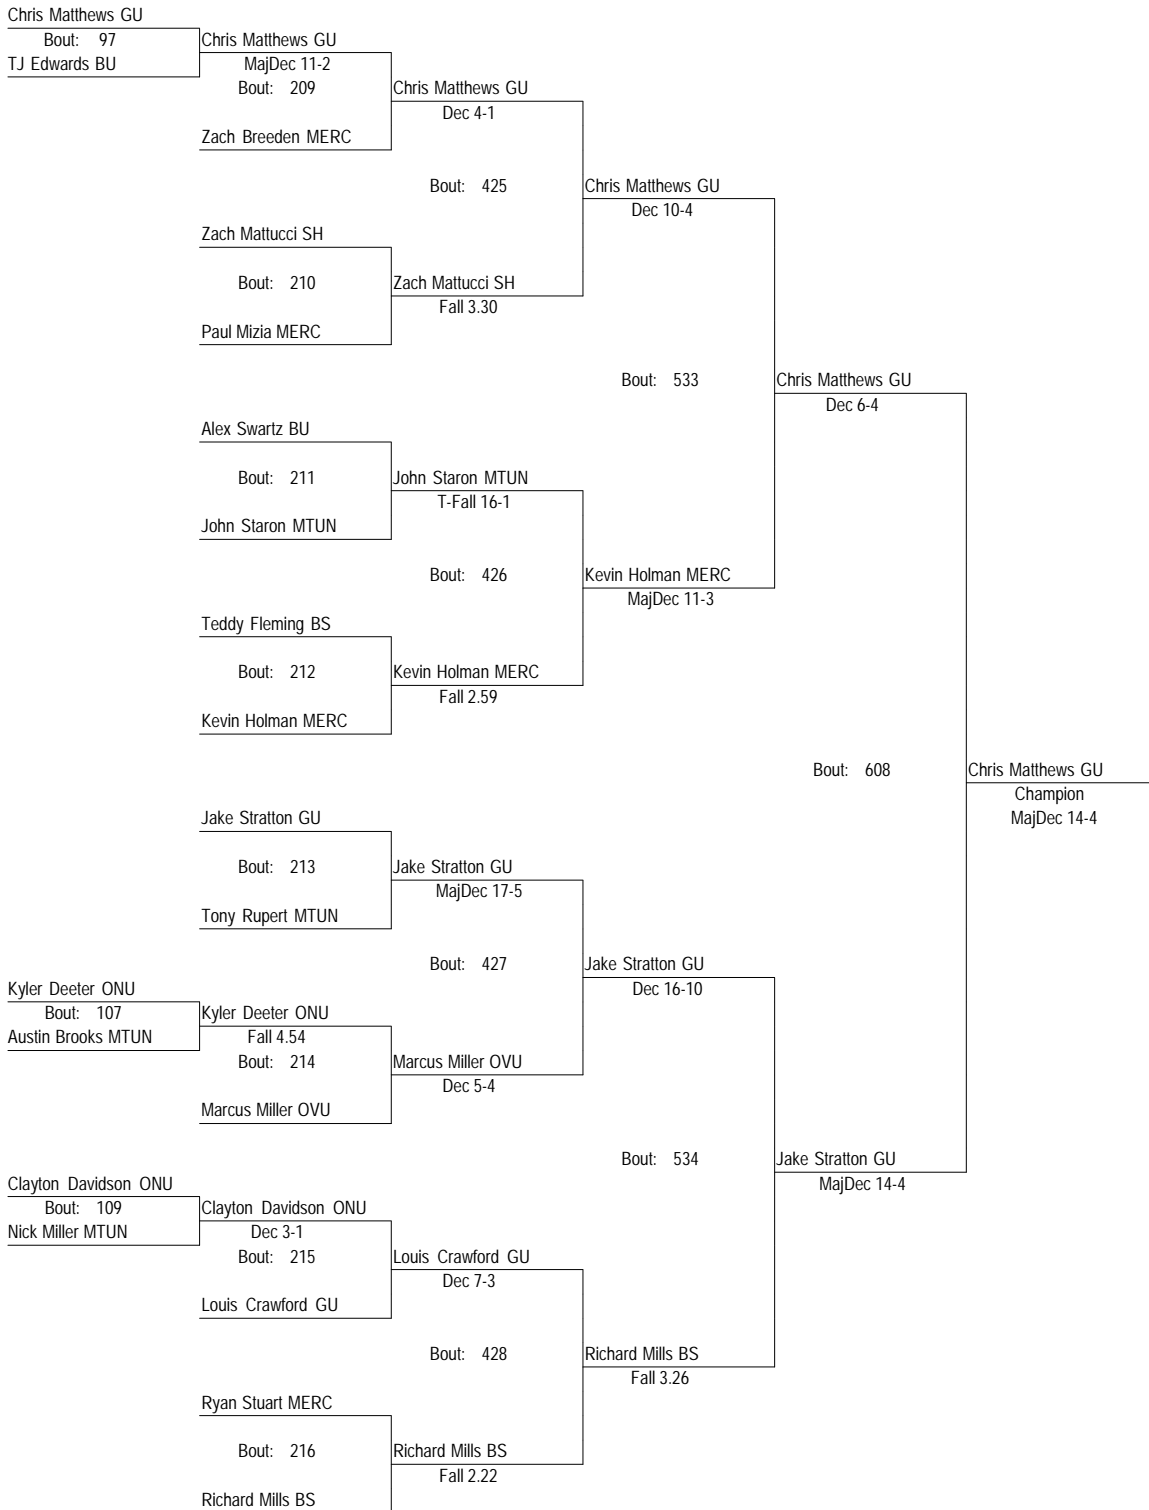 Chris Matthews GU
Bout: 97
TJ Edwards BU
Chris Matthews GU
MajDec 11-2
Bout: 209
Zach Breeden MERC
Chris Matthews GU
Dec 4-1
Bout: 425
Zach Mattucci SH
Bout: 210
Paul Mizia MERC
Zach Mattucci SH
Fall 3.30
Chris Matthews GU
Dec 10-4
Bout: 533
Alex Swartz BU
Bout: 211
John Staron MTUN
John Staron MTUN
T-Fall 16-1
Bout: 426
Teddy Fleming BS
Bout: 212
Kevin Holman MERC
Kevin Holman MERC
Fall 2.59
Kevin Holman MERC
MajDec 11-3
Chris Matthews GU
Dec 6-4
Bout: 608
Chris Matthews GU
Champion
MajDec 14-4
Jake Stratton GU
Bout: 213
Tony Rupert MTUN
Jake Stratton GU
MajDec 17-5
Bout: 427
Kyler Deeter ONU
Bout: 107
Austin Brooks MTUN
Kyler Deeter ONU
Fall 4.54
Bout: 214
Marcus Miller OVU
Marcus Miller OVU
Dec 5-4
Jake Stratton GU
Dec 16-10
Bout: 534
Jake Stratton GU
MajDec 14-4
Clayton Davidson ONU
Bout: 109
Nick Miller MTUN
Clayton Davidson ONU
Dec 3-1
Bout: 215
Louis Crawford GU
Louis Crawford GU
Dec 7-3
Bout: 428
Richard Mills BS
Fall 3.26
Ryan Stuart MERC
Bout: 216
Richard Mills BS
Richard Mills BS
Fall 2.22